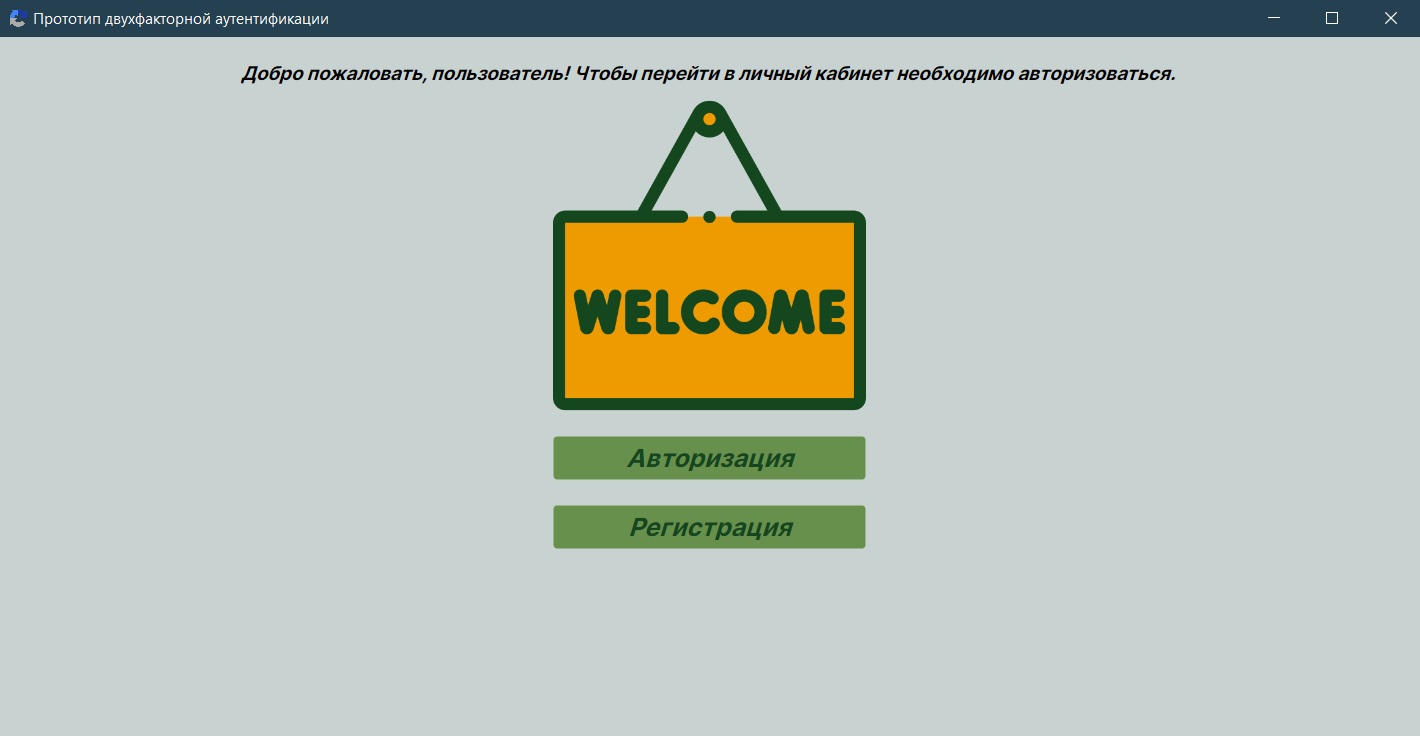 Прототип двухфакторной аутентификации
Добро пожаловать, пользователь! Чтобы перейти в личный кабинет необходимо авторизоваться.
WELCOME
Авторизация
Регистрация